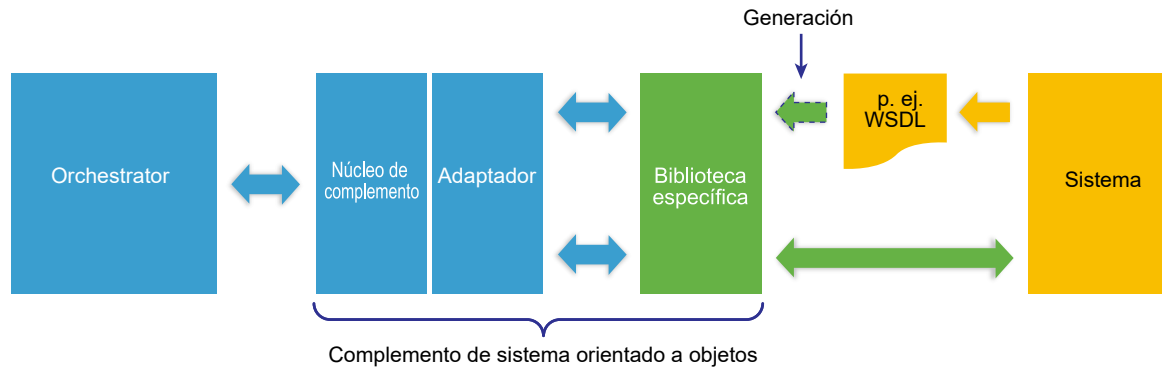 Generación
Orchestrator
Núcleo de
complemento
Adaptador
Biblioteca
específica
p. ej.
WSDL
Sistema
Complemento de sistema orientado a objetos